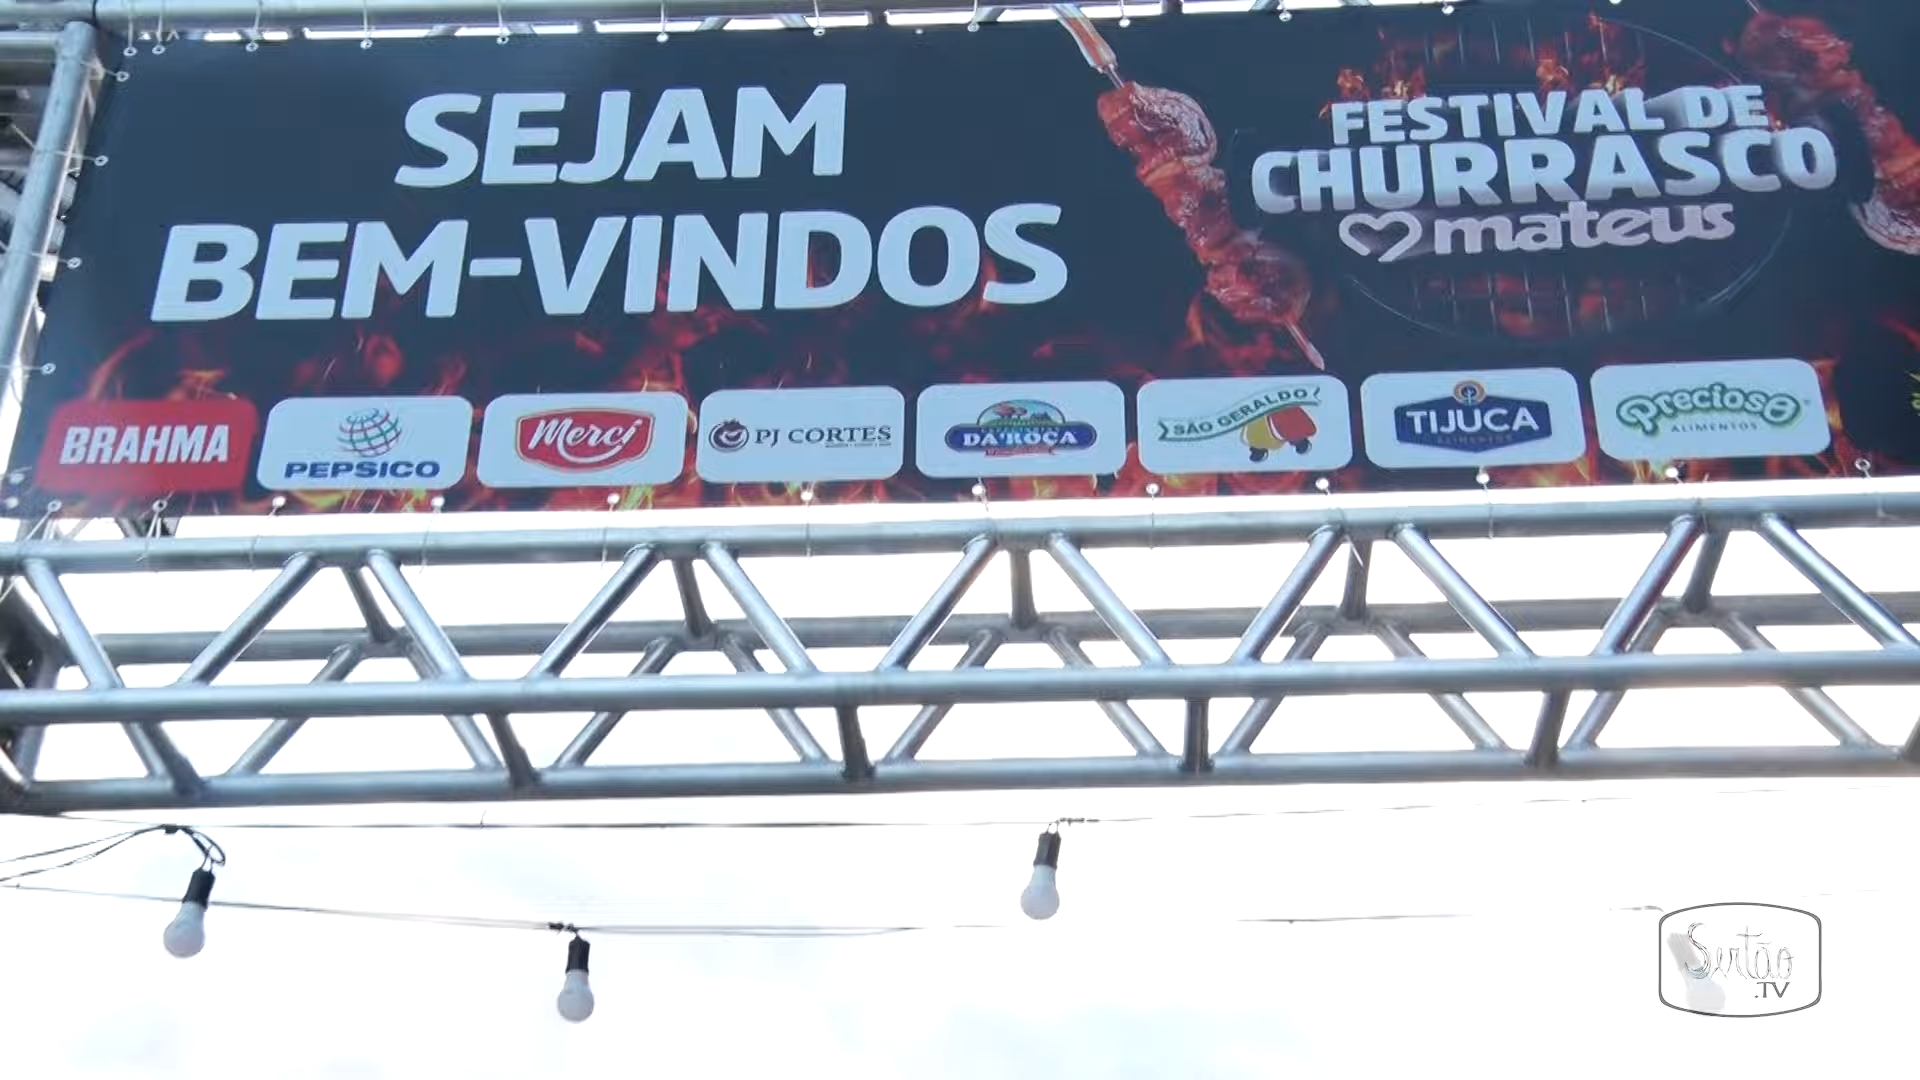 SEJAM
BEM-VINDOS
FESTIVAL DE
CHURRASCO
mateus
BRAHMA
PEPSICO
Merci
PJ CORTES
DA ROÇA
SÃO GERALDO
TIJUCA
ALIMENTOS
Precioso
ALIMENTOS
Sertão
.TV